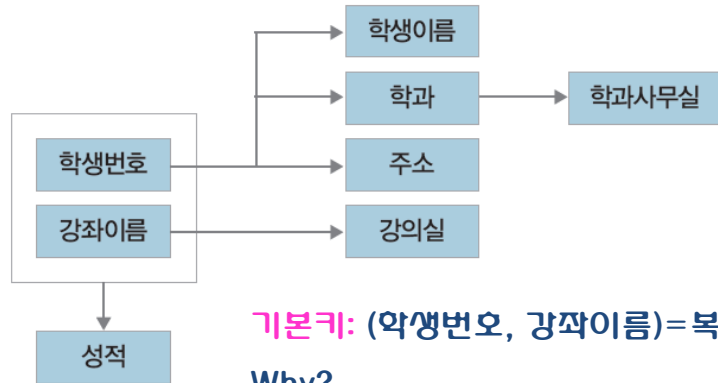 학생이름
학과
학과사무실
학생번호
주소
강좌이름
강의실
기본키: (학생번호, 강좌이름)=복
성적
Why?